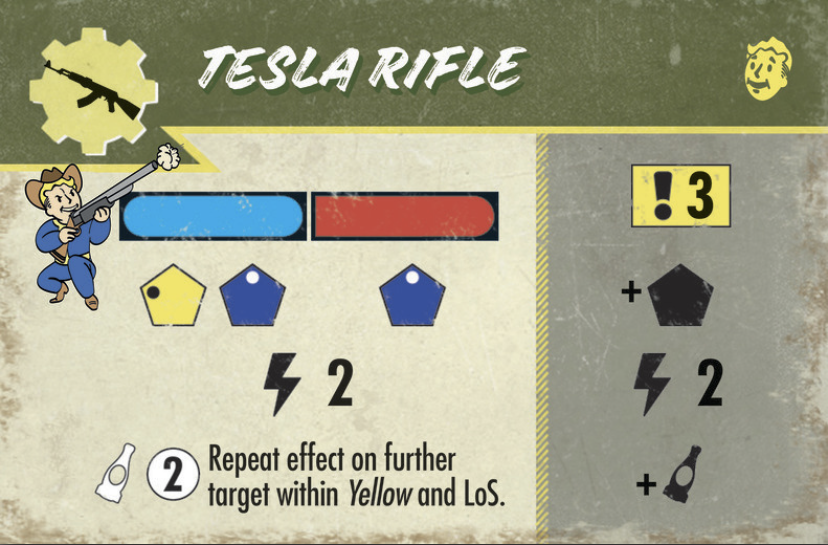 TESLA RIFLE
! 3
+
2
2
2 Repeat effect on further
target within Yellow and LoS.
+